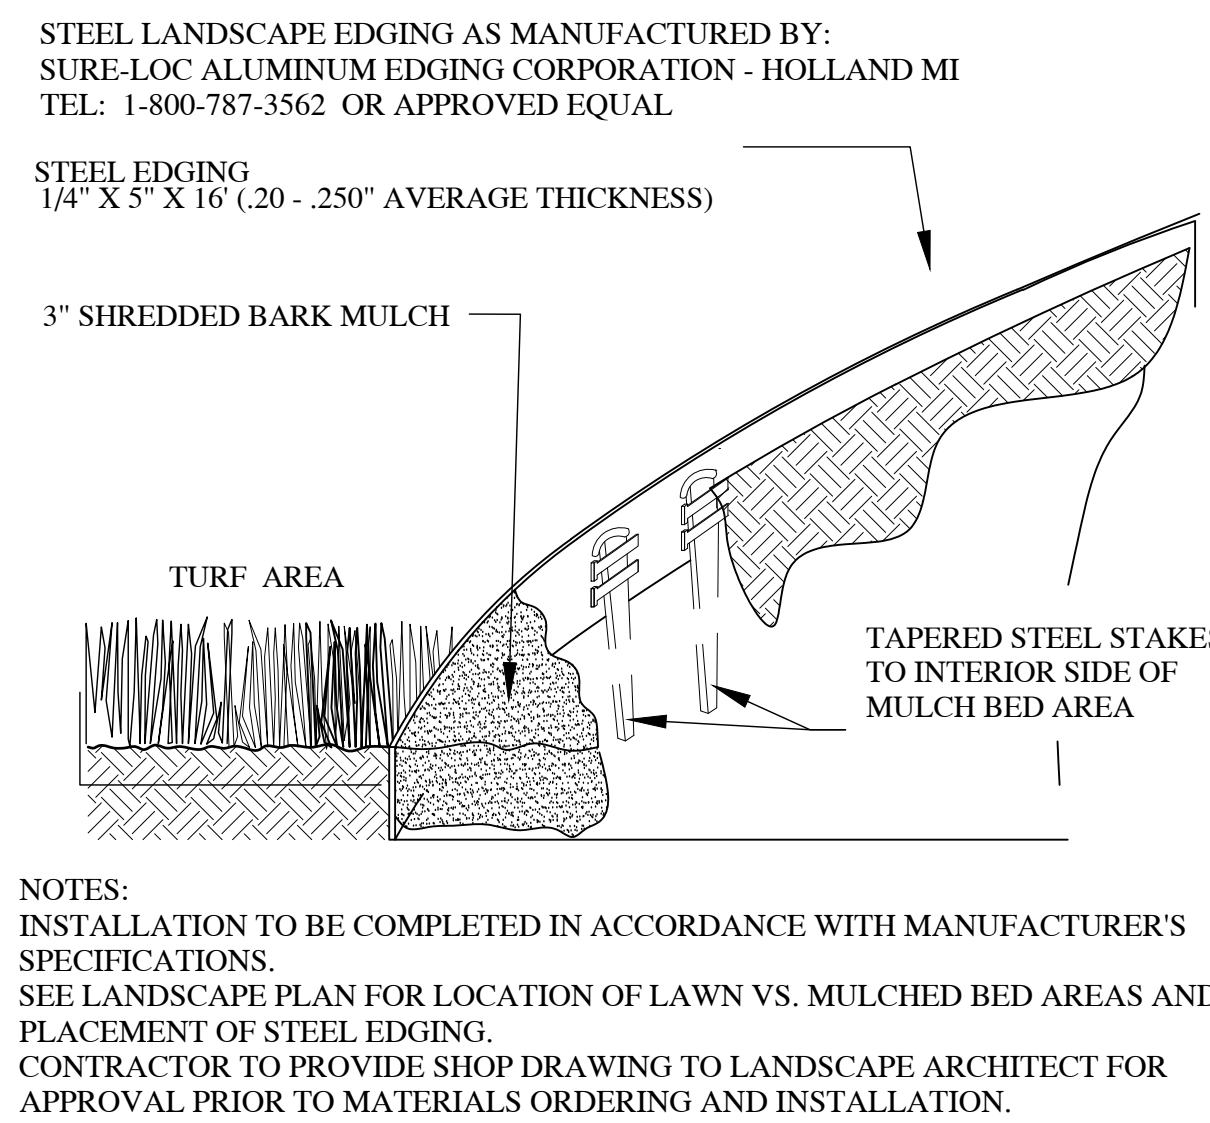 STEEL LANDSCAPE EDGING AS MANUFACTURED BY:
SURE-LOC ALUMINUM EDGING CORPORATION - HOLLAND MI
TEL: 1-800-787-3562 OR APPROVED EQUAL
STEEL EDGING
1/4" X 5" X 16' (.20 - .250" AVERAGE THICKNESS)
3" SHREDDED BARK MULCH
TURF AREA
TAPERED STEEL STAKES
TO INTERIOR SIDE OF
MULCH BED AREA
NOTES:
INSTALLATION TO BE COMPLETED IN ACCORDANCE WITH MANUFACTURER'S
SPECIFICATIONS.
SEE LANDSCAPE PLAN FOR LOCATION OF LAWN VS. MULCHED BED AREAS AND
PLACEMENT OF STEEL EDGING.
CONTRACTOR TO PROVIDE SHOP DRAWING TO LANDSCAPE ARCHITECT FOR
APPROVAL PRIOR TO MATERIALS ORDERING AND INSTALLATION.